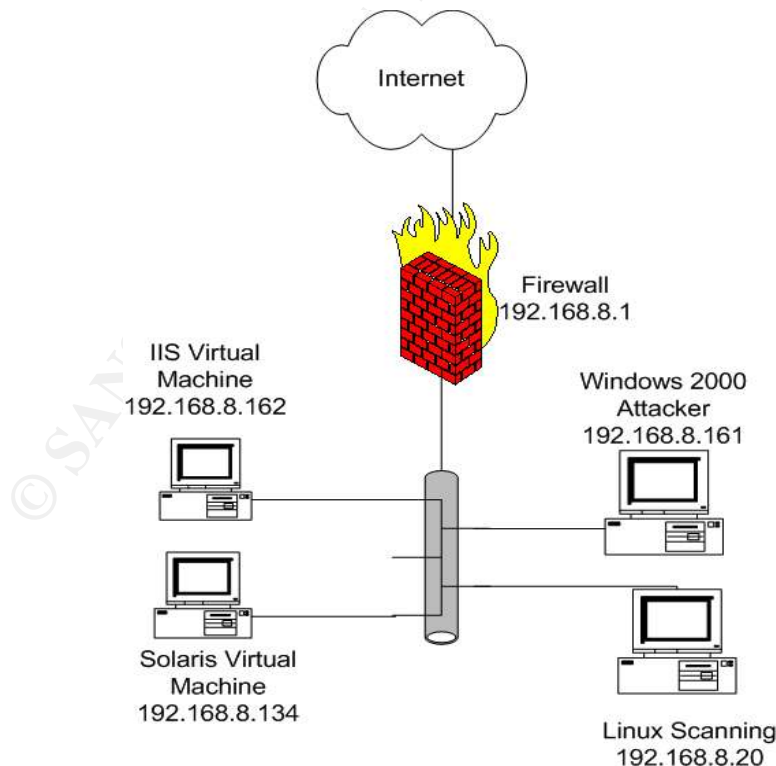 Internet
Firewall
192.168.8.1
IIS Virtual
Machine
192.168.8.162
Windows 2000
Attacker
192.168.8.161
Solaris Virtual
Machine
192.168.8.134
Linux Scanning
192.168.8.20
© SAN